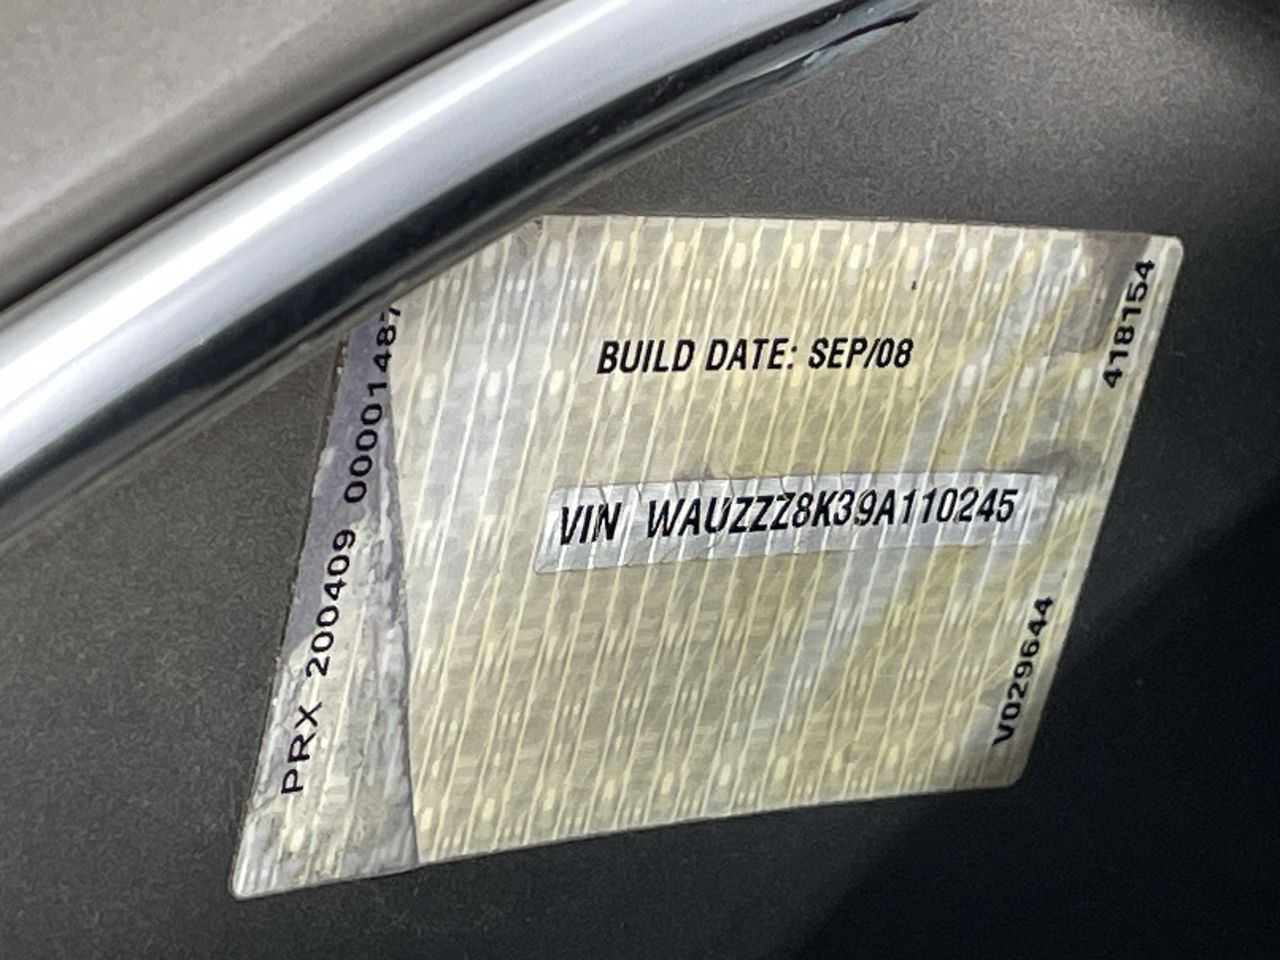 BUILD DATE: SEP/08
VIN WAUZZZ8K39A110245
PRX 200409 00001487
418154
V029644